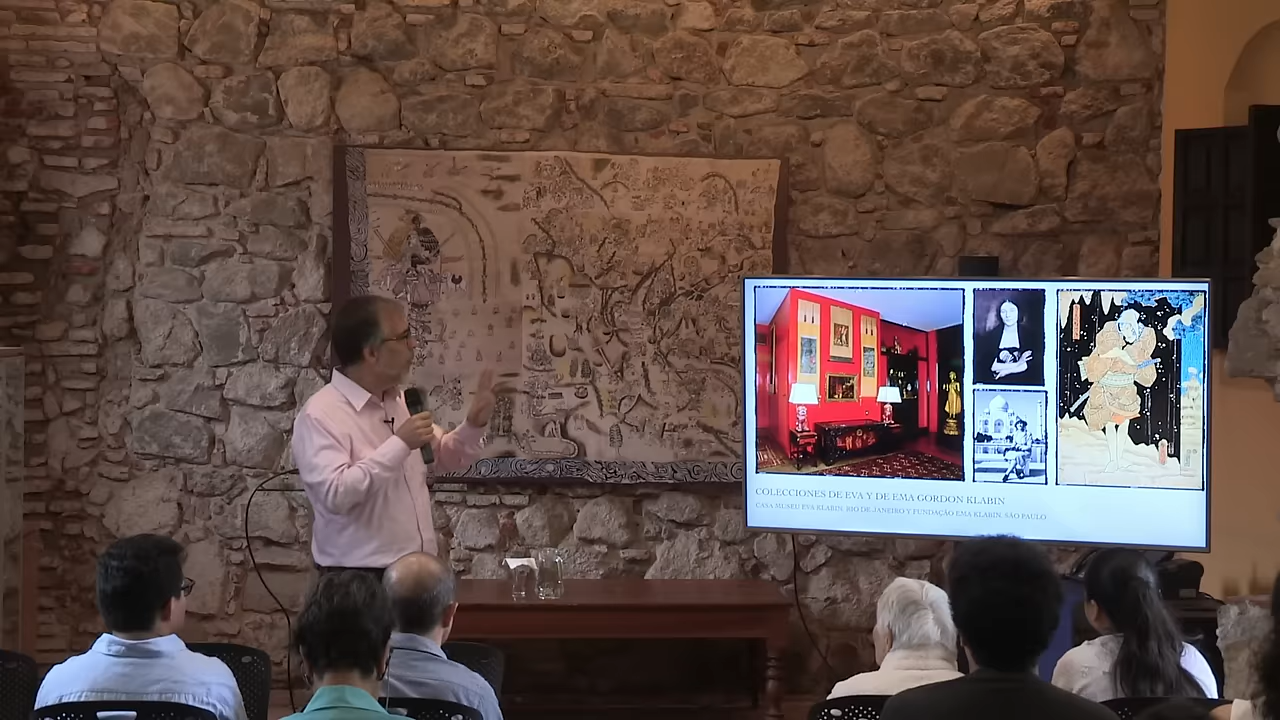 COLECCIONES DE EVA Y DE EMA GORDON KLABIN
CASA MUSEU EVA KLABIN, RIO DE JANEIRO Y FUNDAÇÃO EMA KLABIN, SÃO PAULO